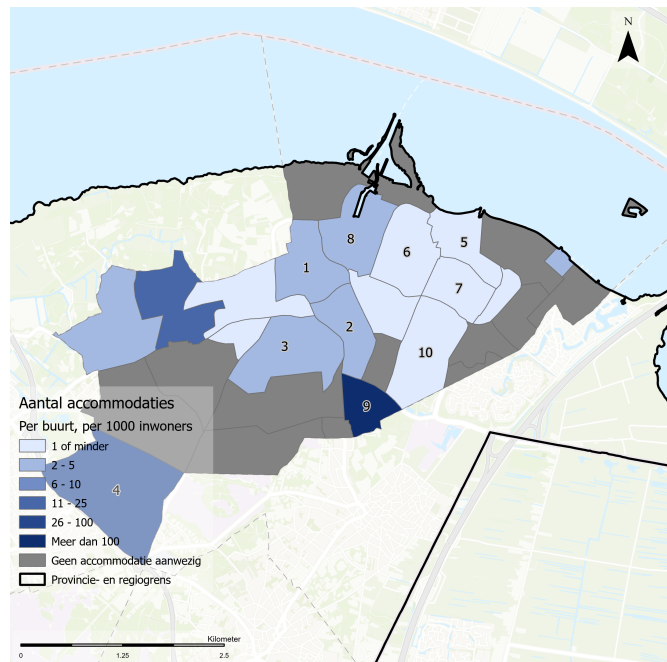 N
5
8
6
1
7
2
3
10
Aantal accommodaties
9
Per buurt, per 1000 inwoners
1 of minder
2 - 5
6 - 10
4
11 - 25
26 - 100
Meer dan 100
Geen accommodatie aanwezig
Provincie- en regiogrens
Kilometer
0 1.25 2.5